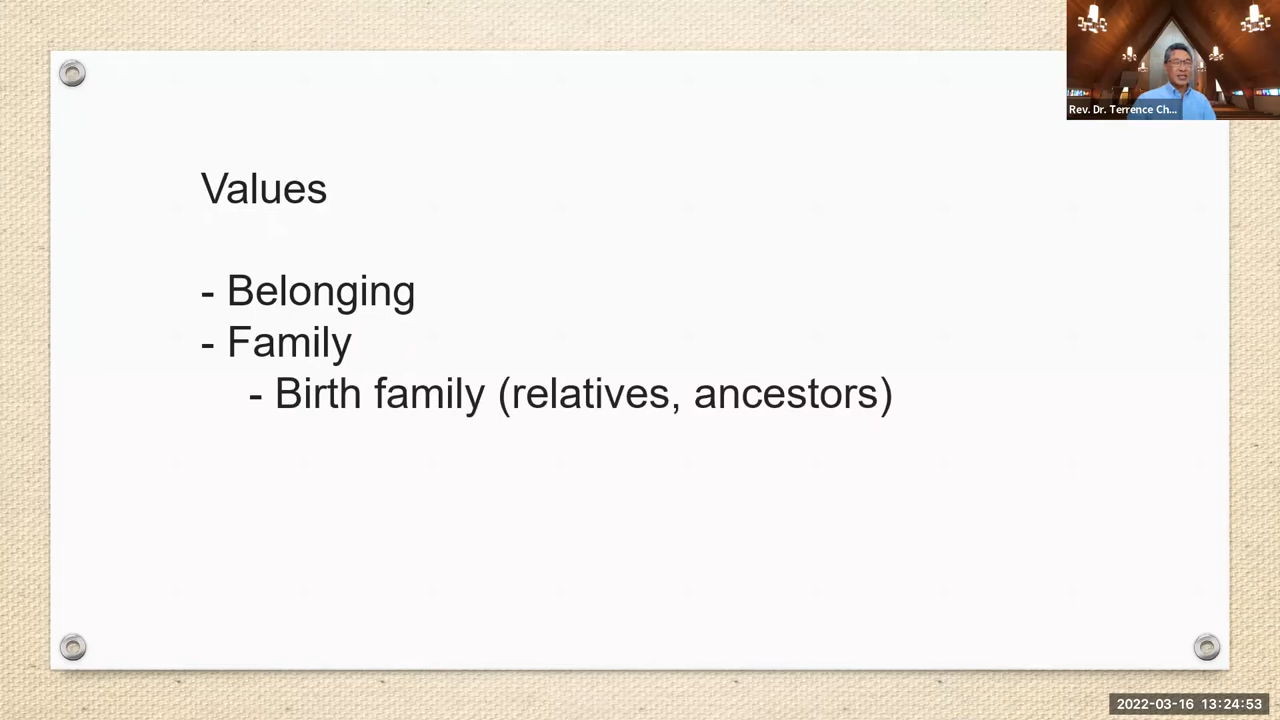 Rev. Dr. Terrence Ch...
Values
- Belonging
- Family
- Birth family (relatives, ancestors)
2022-03-16 13:24:53